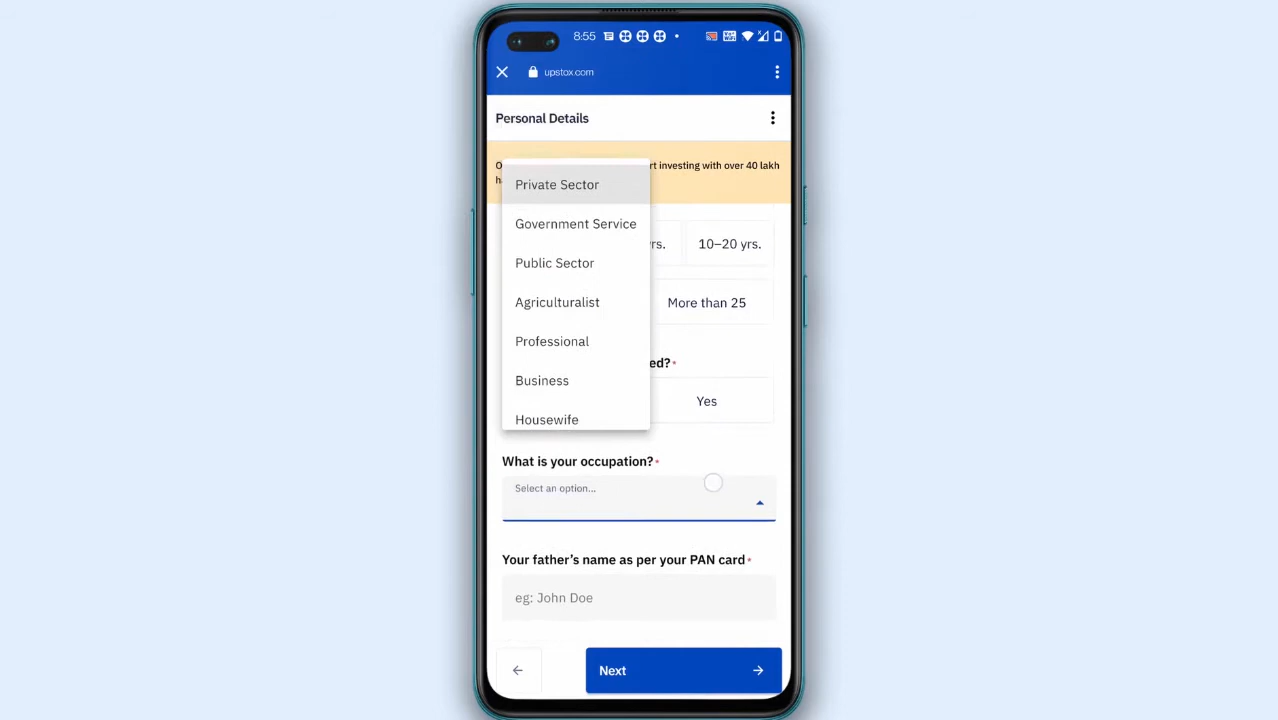 8:55
upstox.com
Personal Details
O
rt investing with over 40 lakh
h
Private Sector
Government Service
Public Sector
Agriculturalist
Professional
Business
Housewife
rs.
10–20 yrs.
More than 25
ed?*
Yes
What is your occupation?*
Select an option...
Your father’s name as per your PAN card*
eg: John Doe
Next